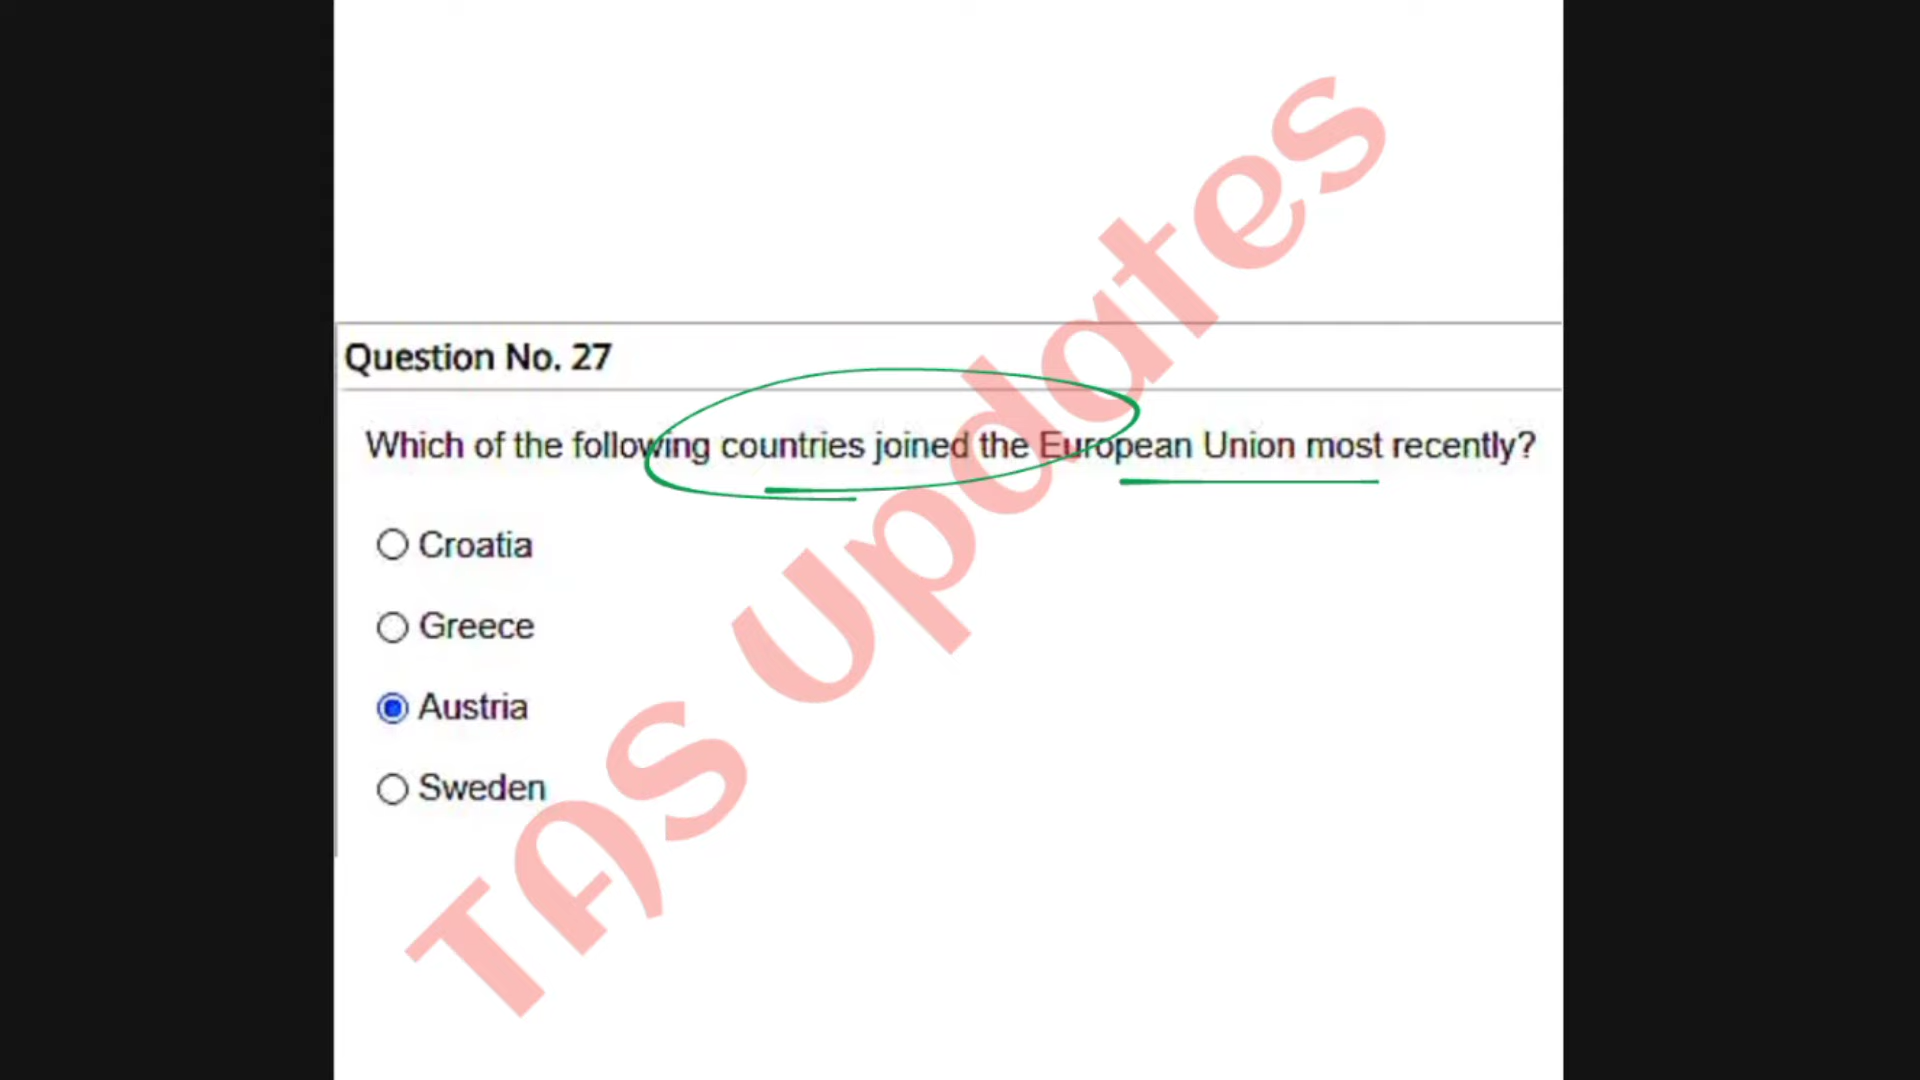 Question No. 27
Which of the following countries joined the European Union most recently?
Croatia
Greece
Austria
Sweden
TAS Updates